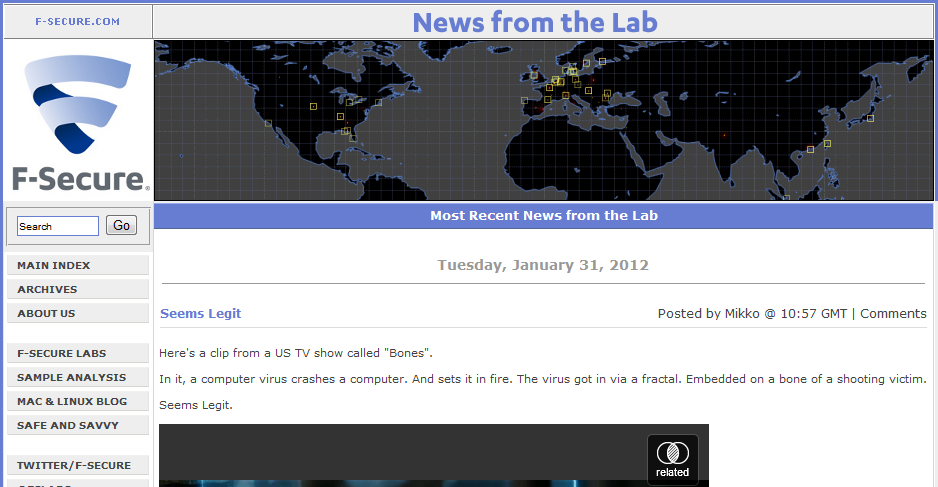 F-SECURE.COM
News from the Lab
F-Secure®
Search
Go
MAIN INDEX
ARCHIVES
ABOUT US
F-SECURE LABS
SAMPLE ANALYSIS
MAC & LINUX BLOG
SAFE AND SAVVY
TWITTER/F-SECURE
Most Recent News from the Lab
Tuesday, January 31, 2012
Seems Legit
Posted by Mikko @ 10:57 GMT | Comments
Here's a clip from a US TV show called "Bones".
In it, a computer virus crashes a computer. And sets it in fire. The virus got in via a fractal. Embedded on a bone of a shooting victim.
Seems Legit.
related